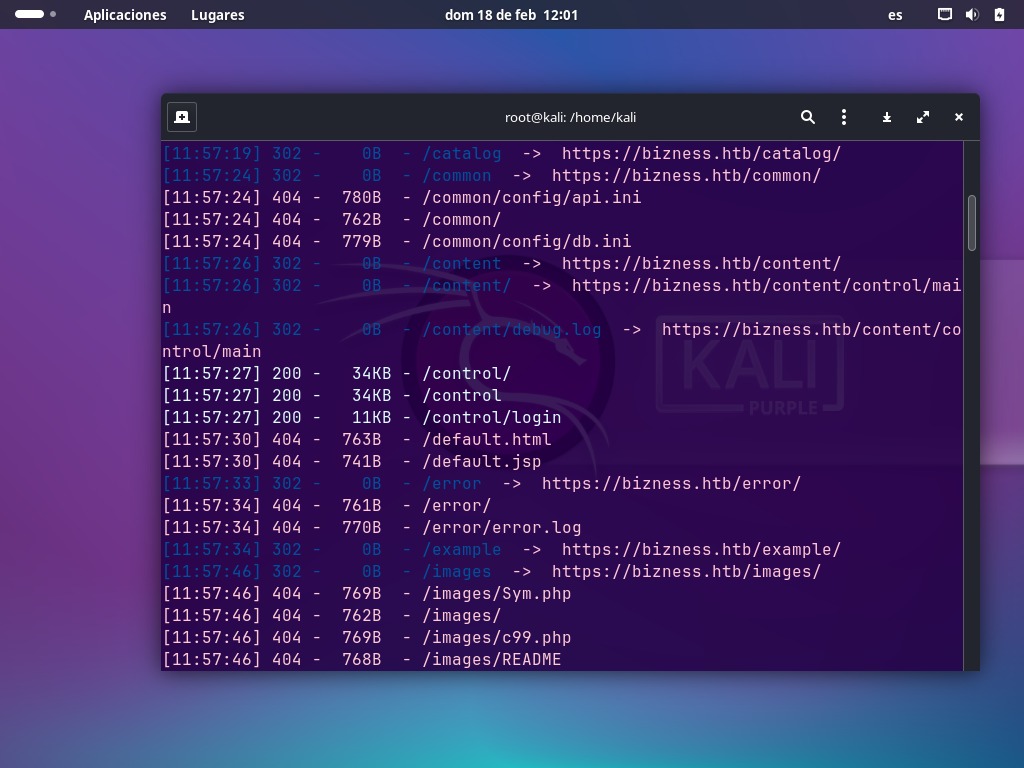 Aplicaciones Lugares dom 18 de feb 12:01 es
root@kali: /home/kali
[11:57:19] 302 -    0B  - /catalog  ->  https://bizness.htb/catalog/
[11:57:24] 302 -    0B  - /common  ->  https://bizness.htb/common/
[11:57:24] 404 -  780B  - /common/config/api.ini
[11:57:24] 404 -  762B  - /common/
[11:57:24] 404 -  779B  - /common/config/db.ini
[11:57:26] 302 -    0B  - /content  ->  https://bizness.htb/content/
[11:57:26] 302 -    0B  - /content/  ->  https://bizness.htb/content/control/mai
n
[11:57:26] 302 -    0B  - /content/debug.log  ->  https://bizness.htb/content/co
ntrol/main
[11:57:27] 200 -   34KB - /control/
[11:57:27] 200 -   34KB - /control
[11:57:27] 200 -   11KB - /control/login
[11:57:30] 404 -  763B  - /default.html
[11:57:30] 404 -  741B  - /default.jsp
[11:57:33] 302 -    0B  - /error  ->  https://bizness.htb/error/
[11:57:34] 404 -  761B  - /error/
[11:57:34] 404 -  770B  - /error/error.log
[11:57:34] 302 -    0B  - /example  ->  https://bizness.htb/example/
[11:57:46] 302 -    0B  - /images  ->  https://bizness.htb/images/
[11:57:46] 404 -  769B  - /images/Sym.php
[11:57:46] 404 -  762B  - /images/
[11:57:46] 404 -  769B  - /images/c99.php
[11:57:46] 404 -  768B  - /images/README
KALI
PURPLE